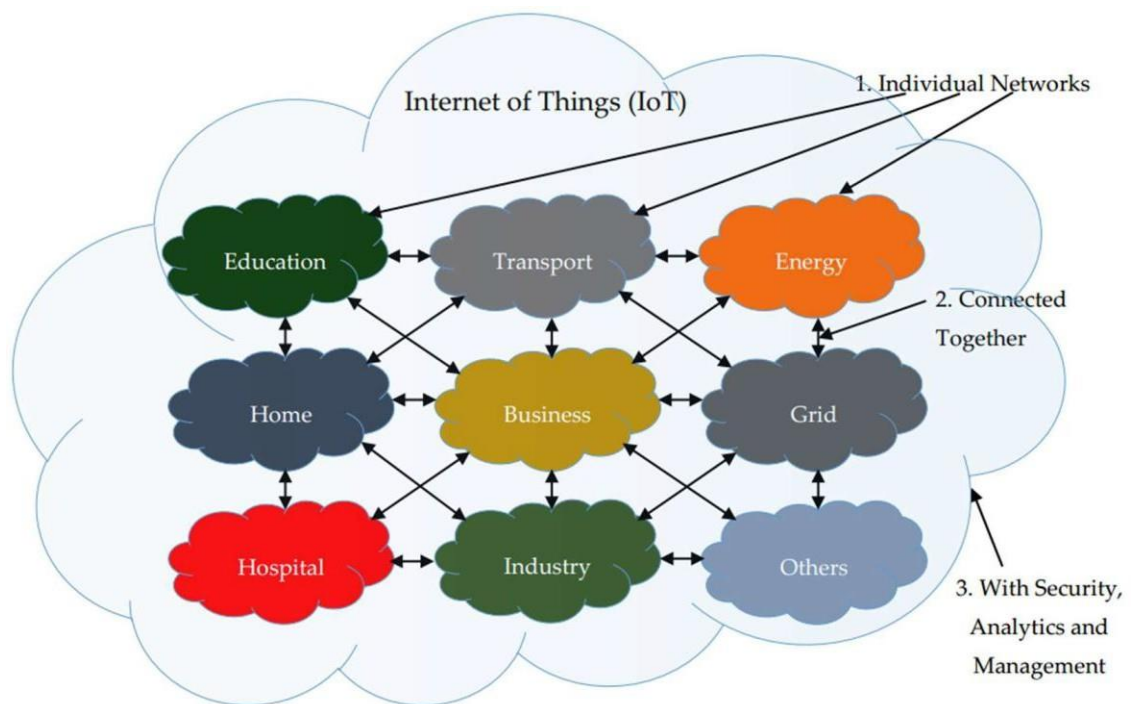 Internet of Things (IoT)
1. Individual Networks
Education
Transport
Energy
2. Connected
Together
Home
Business
Grid
Hospital
Industry
Others
3. With Security,
Analytics and
Management